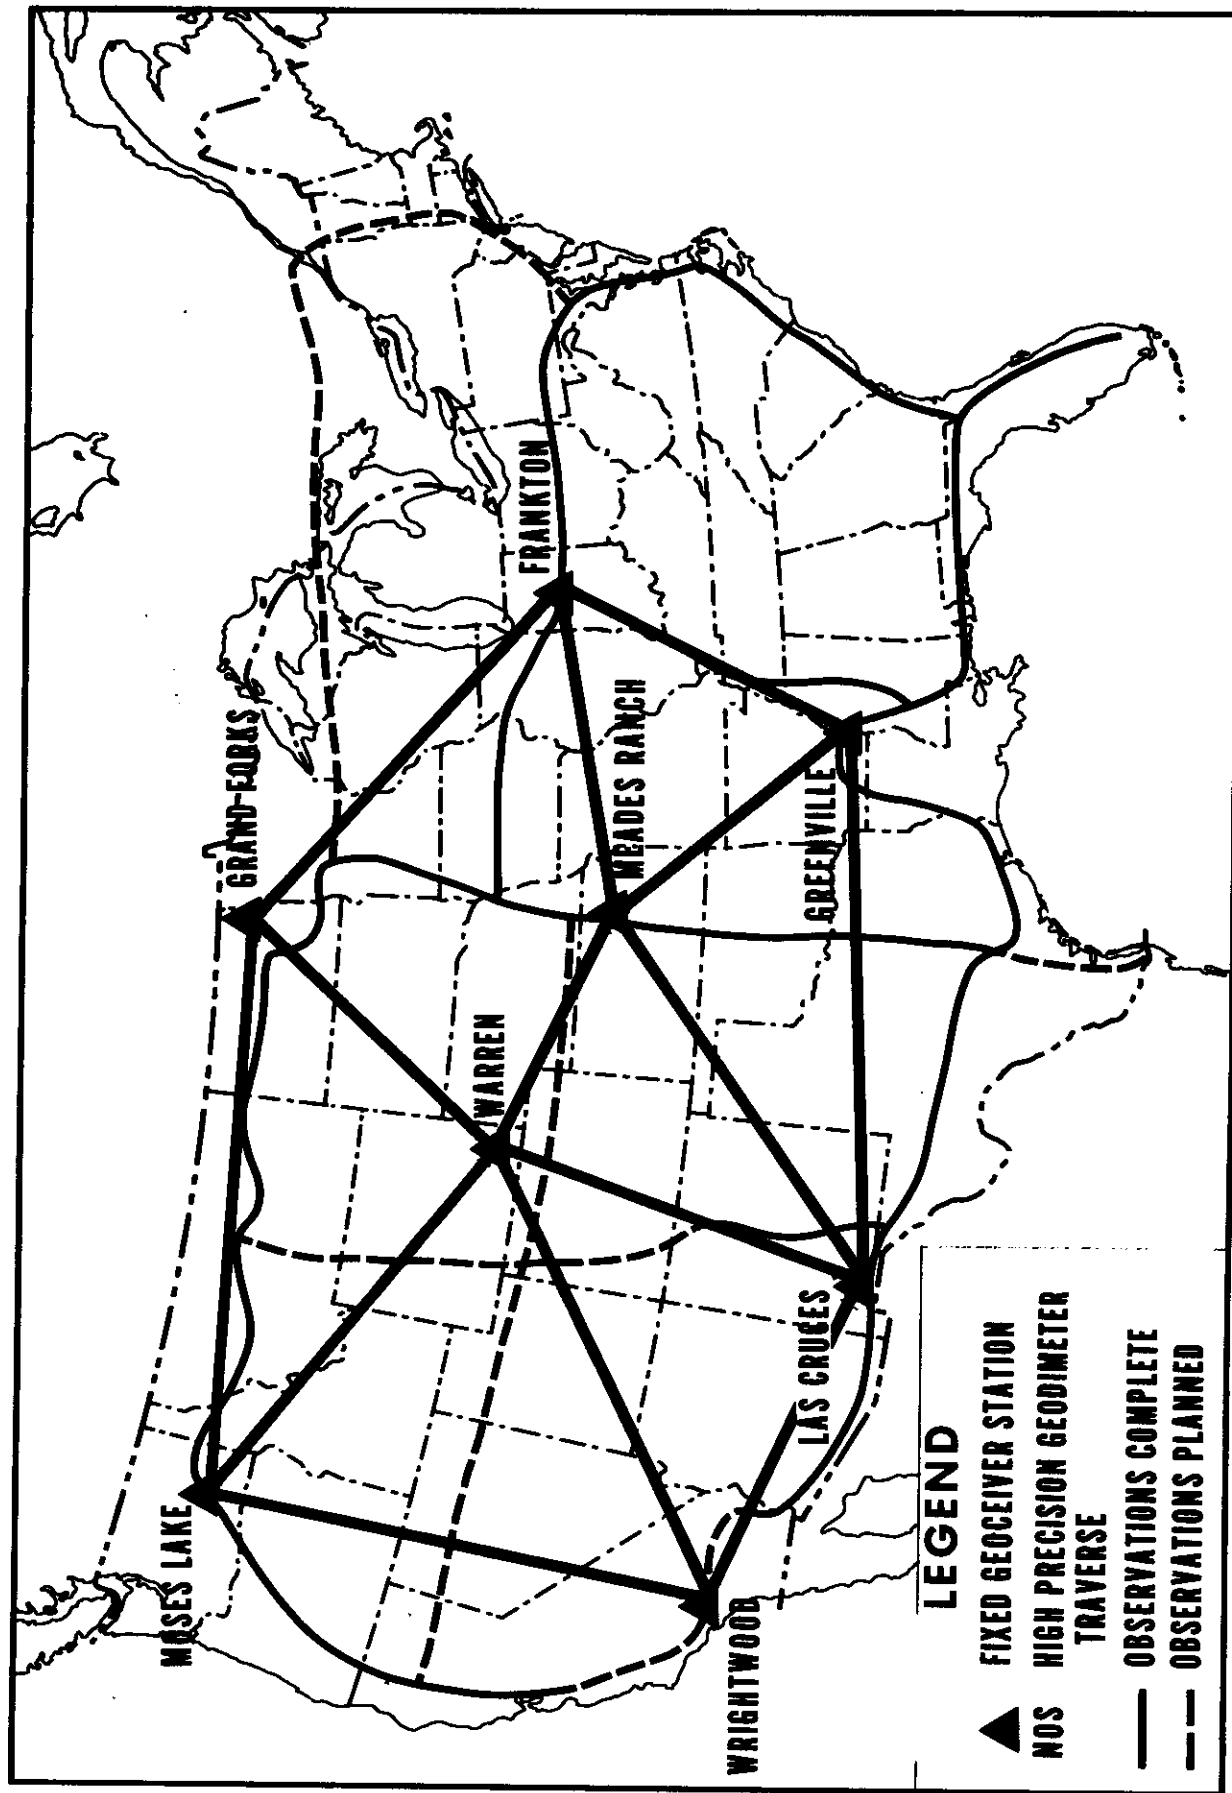 MOSES LAKE
GRAND FORKS
WARREN
FRANKTON
MEADES RANCH
WRIGHTWOOD
LAS CRUCES
GREENVILLE
LEGEND
FIXED GEOCEIVER STATION
NOS HIGH PRECISION GEODIMETER
TRAVERSE
OBSERVATIONS COMPLETE
OBSERVATIONS PLANNED